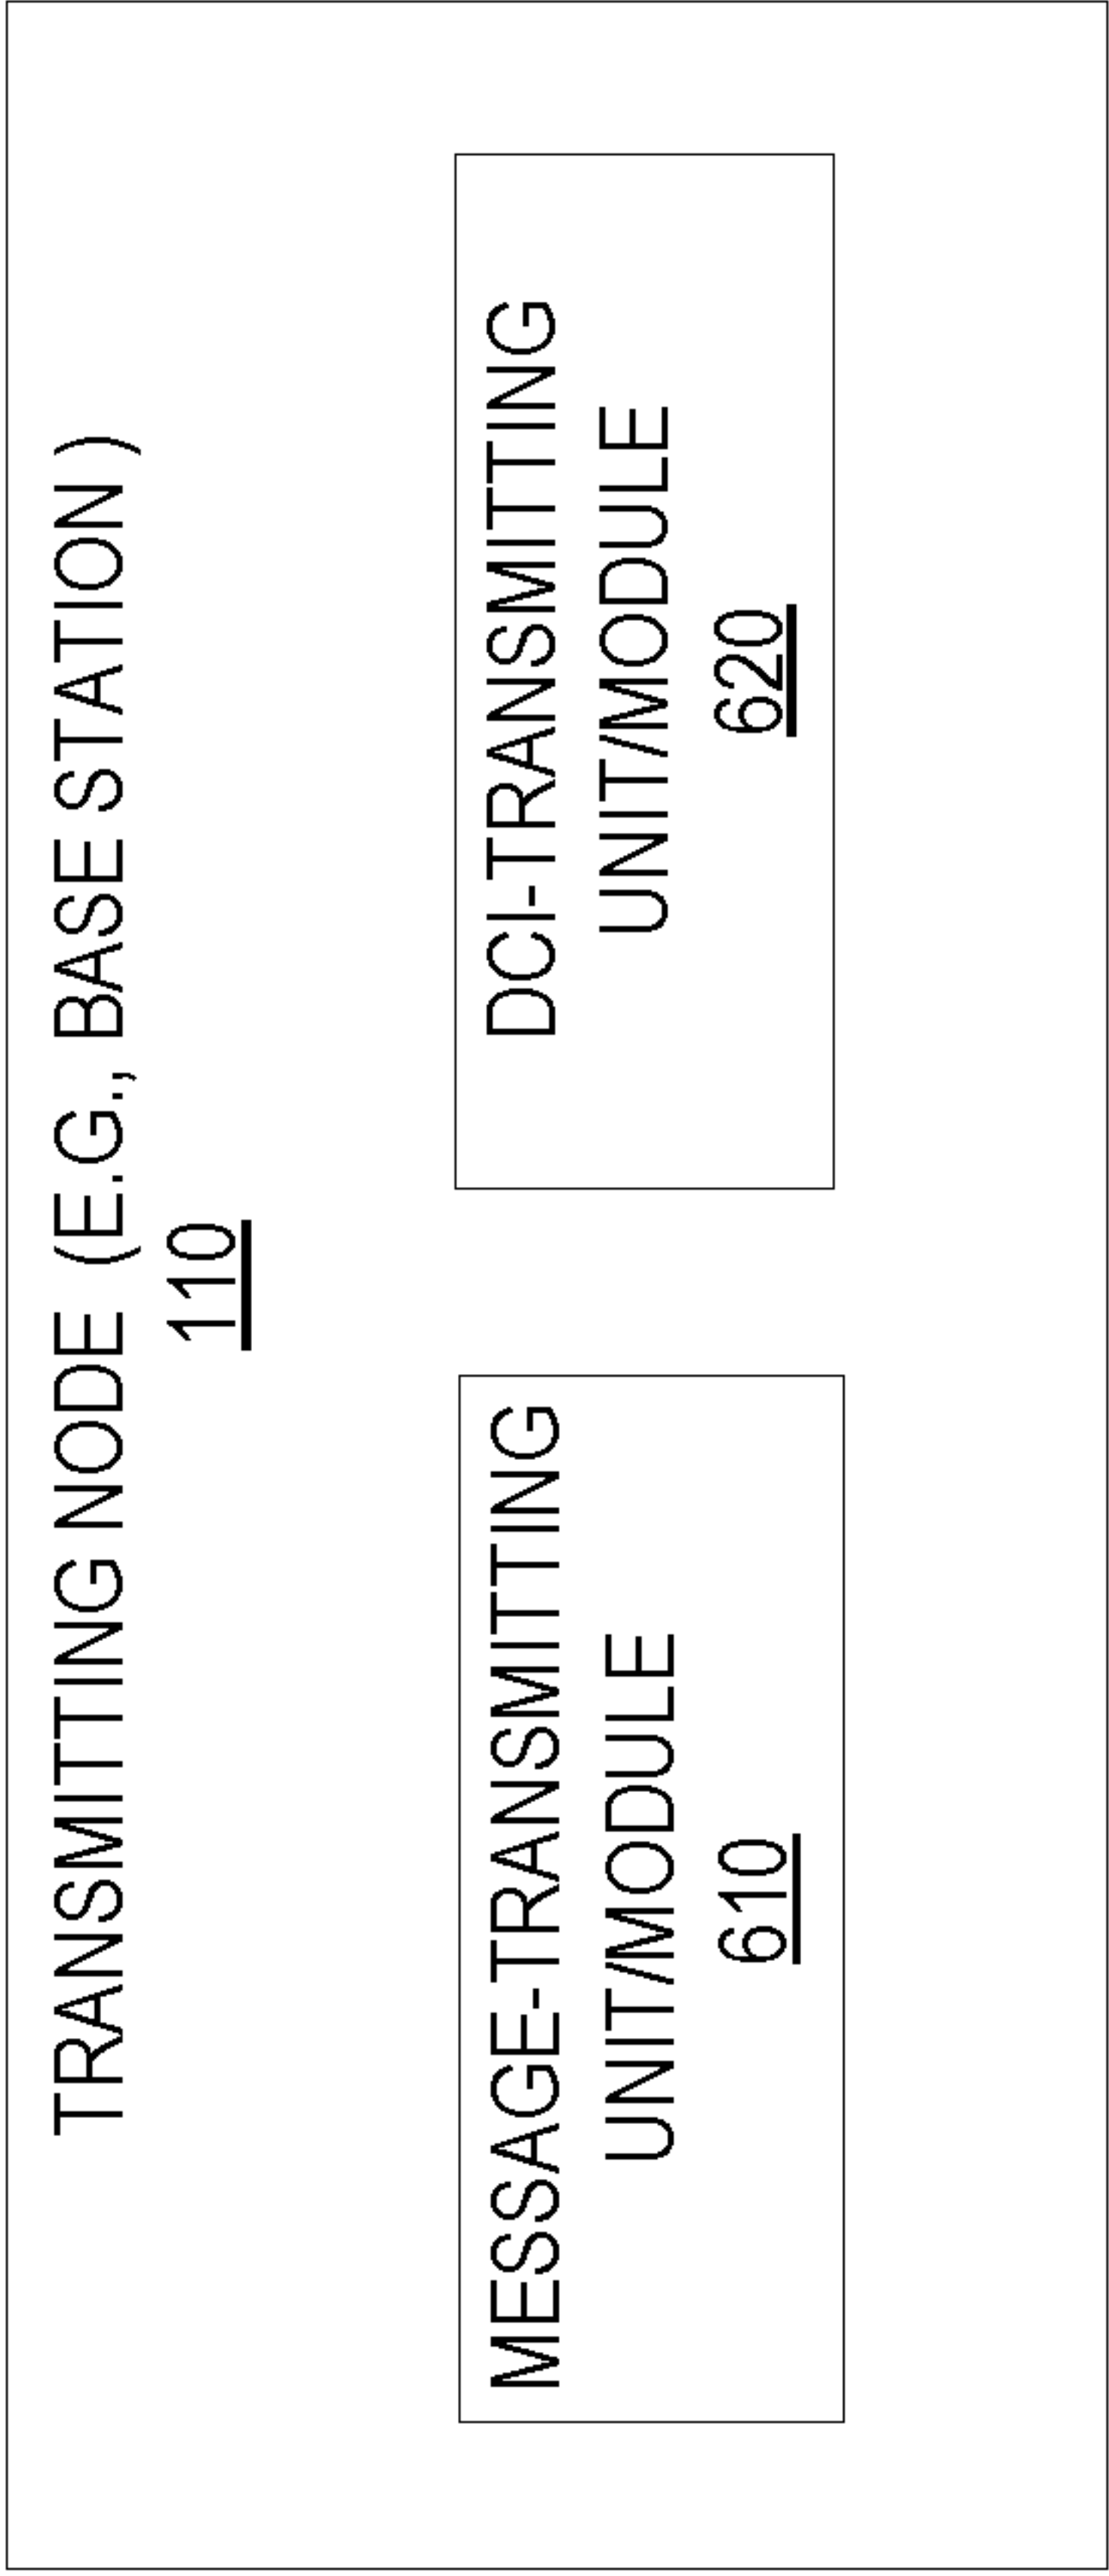 TRANSMITTING NODE (E.G., BASE STATION )
110
MESSAGE-TRANSMITTING
UNIT/MODULE
610
DCI-TRANSMITTING
UNIT/MODULE
620